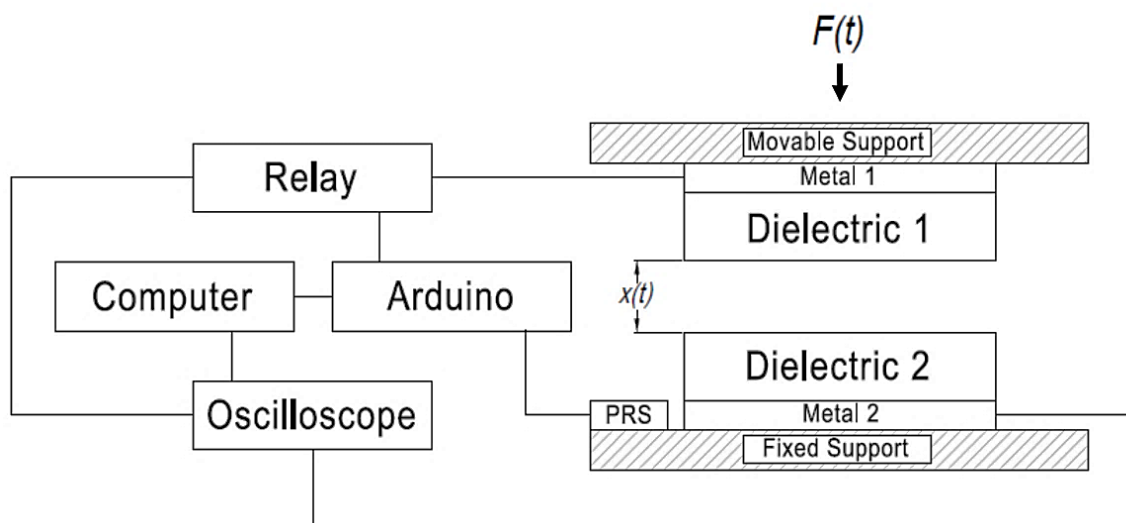 F(t)
Movable Support
Relay
Metal 1
Dielectric 1
Computer
Arduino
x(t)
Dielectric 2
Oscilloscope
PRS
Metal 2
Fixed Support